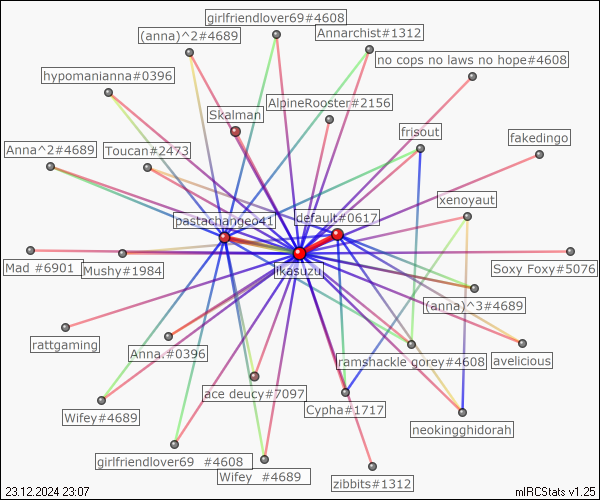 girlfriendlover69#4608
(anna)^2#4689
Annarchist#1312
no cops no laws no hope#4608
hypomanianna#0396
AlpineRooster#2156
Skalman
frisout
fakedingo
Anna^2#4689
Toucan#2473
xenoyaut
pastachangeo41
default#0617
Mad #6901
Mushy#1984
likasuzu
Soxy Foxy#5076
(anna)^3#4689
rattgaming
Anna.#0396
ramshackle gorey#4608
avelicious
ace deucy#7097
Wifey#4689
Cypha#1717
neokingghidorah
girlfriendlover69 #4608
Wifey #4689
zibbits#1312
23.12.2024 23:07
mIRCStats v1.25